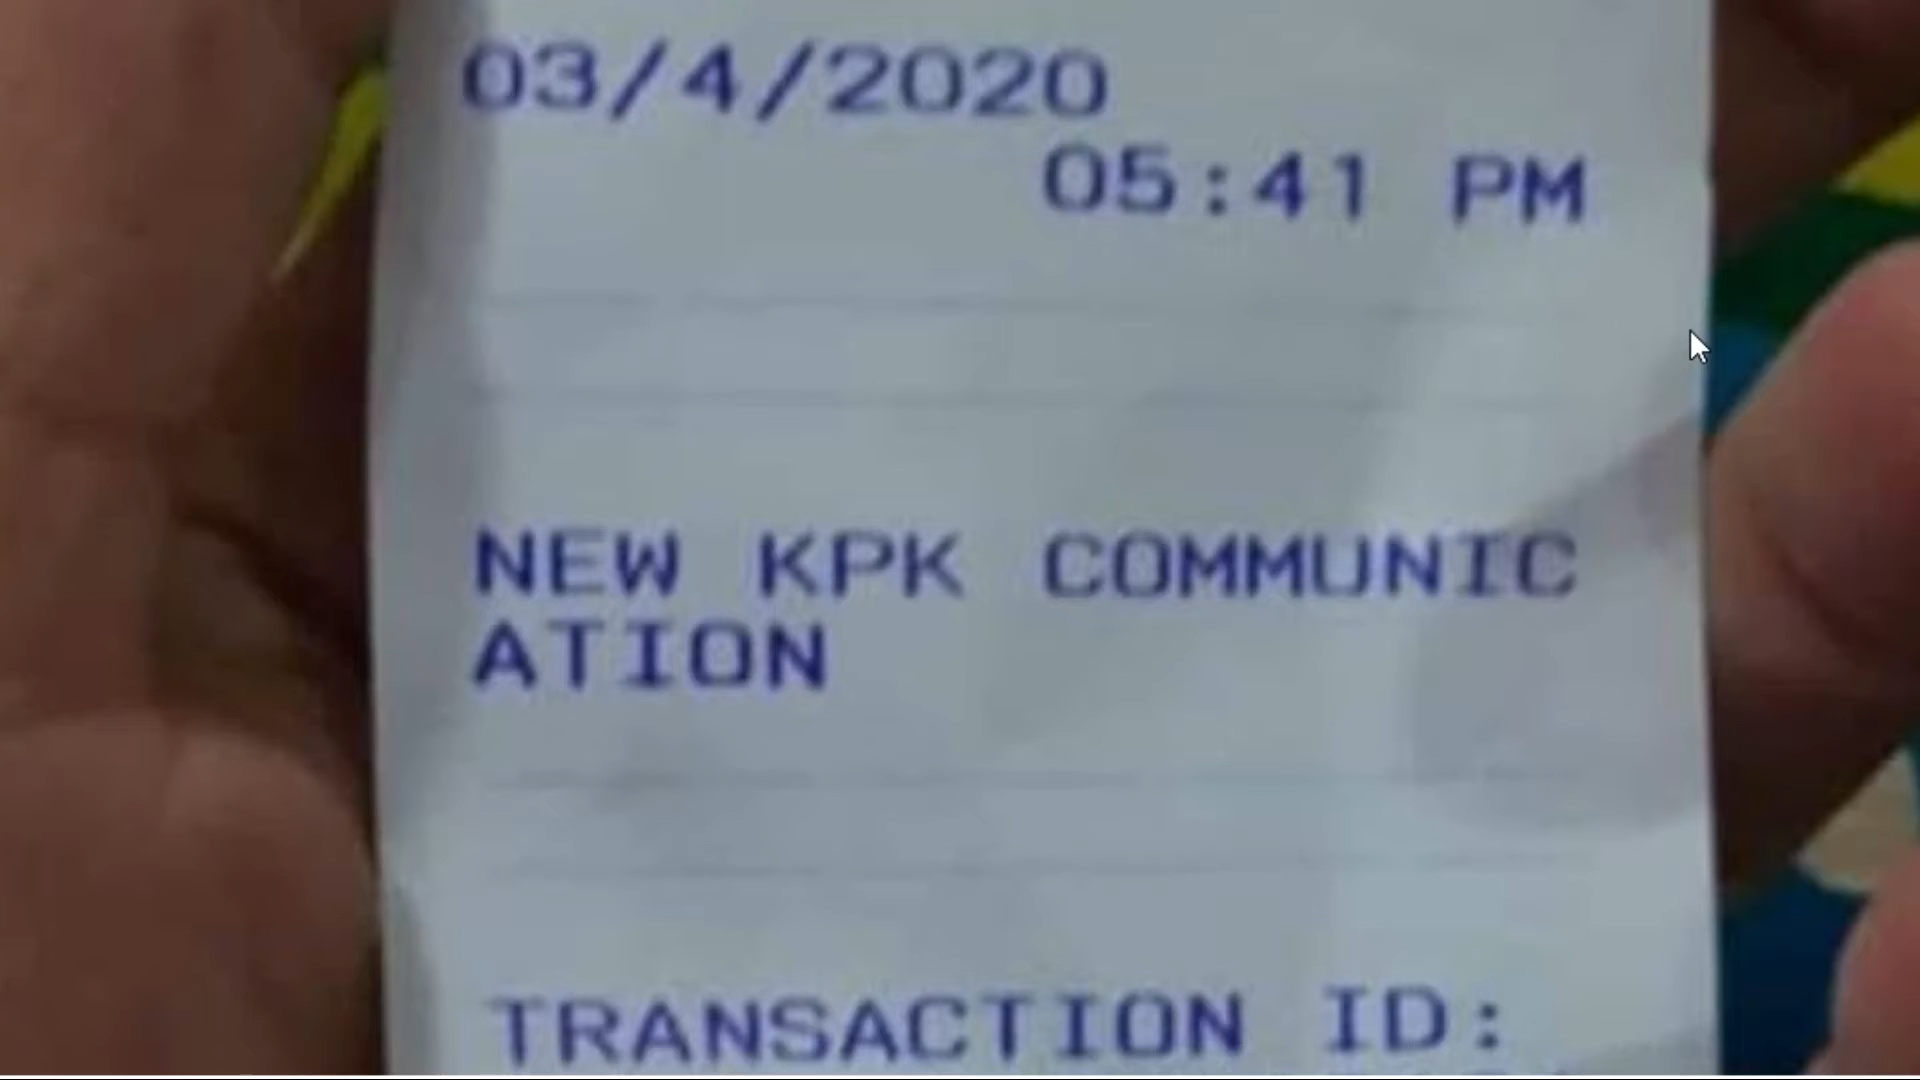 03/4/2020
05:41 PM
NEW KPK COMMUNIC
ATION
TRANSACTION ID: